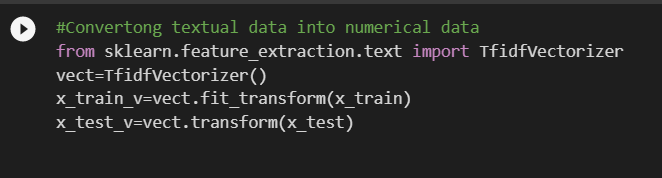 #Convertong textual data into numerical data
from sklearn.feature_extraction.text import TfidfVectorizer
vect=TfidfVectorizer()
x_train_v=vect.fit_transform(x_train)
x_test_v=vect.transform(x_test)